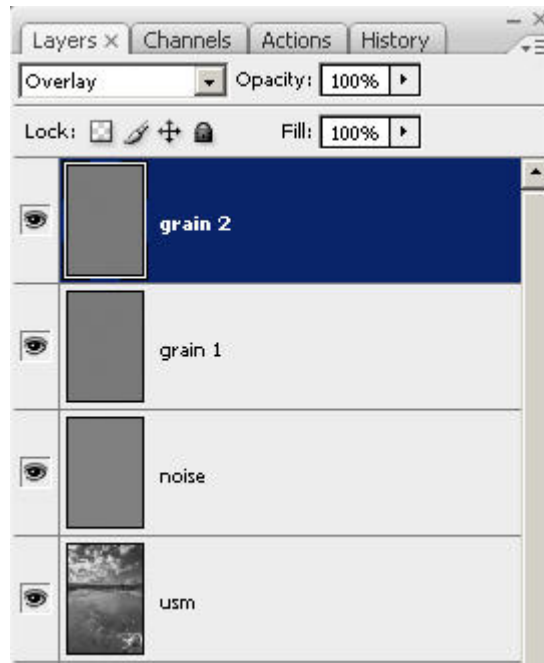 Layers × Channels Actions History
Overlay Opacity: 100%
Lock: Fill: 100%
grain 2
grain 1
noise
usm